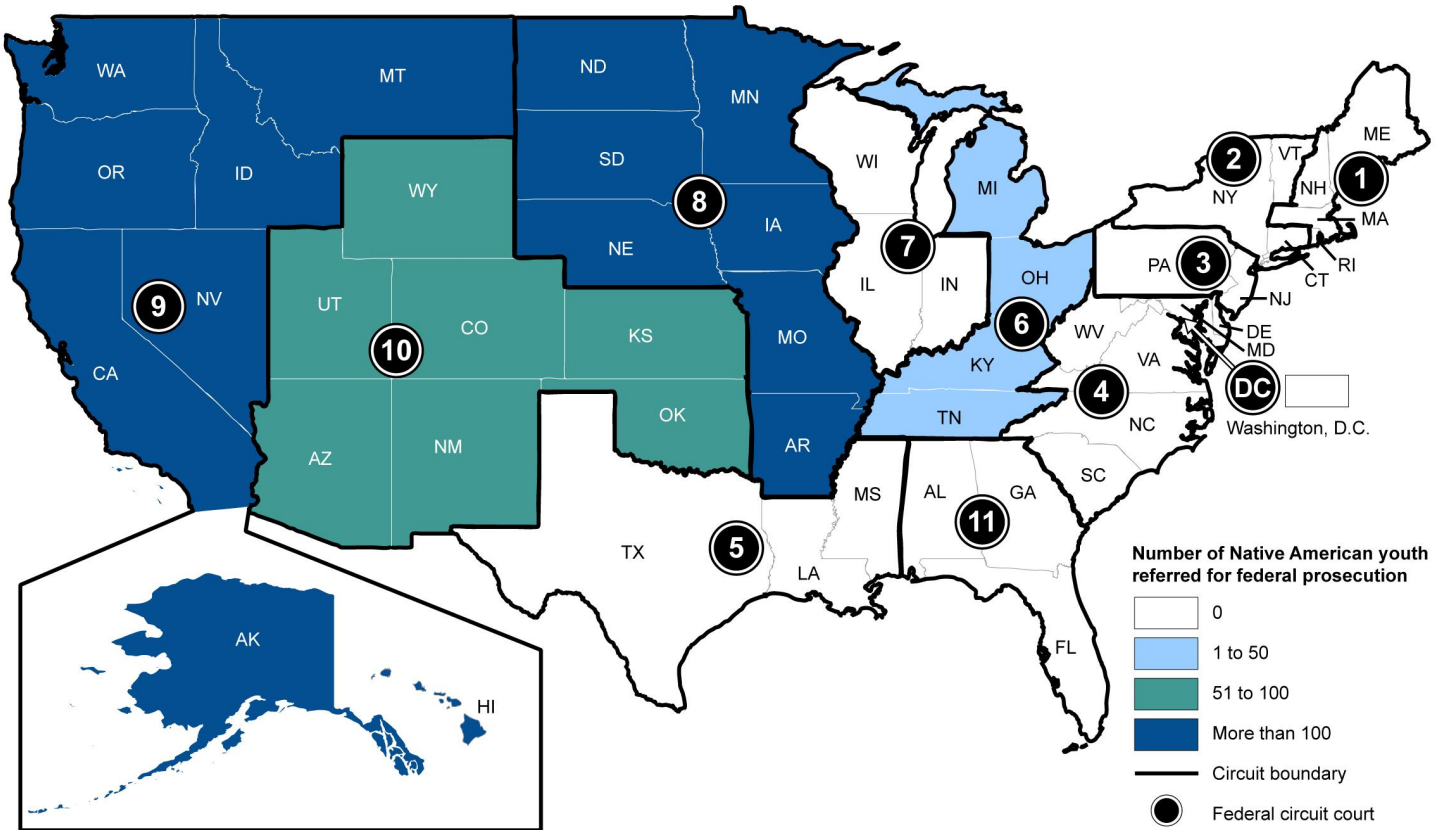 WA
MT
ND
MN
ME
OR
ID
SD
WI
MI
2
VT
NH
1
NY
MA
WY
8
NE
IA
7
PA
3
RI
CT
NJ
9
NV
UT
CO
KS
MO
IL
IN
OH
6
WV
DE
MD
VA
10
CA
KY
4
DC
Washington, D.C.
AZ
NM
OK
AR
TN
NC
SC
MS
AL
GA
11
TX
5
LA
FL
AK
HI
Number of Native American youth
referred for federal prosecution
0
1 to 50
51 to 100
More than 100
Circuit boundary
Federal circuit court